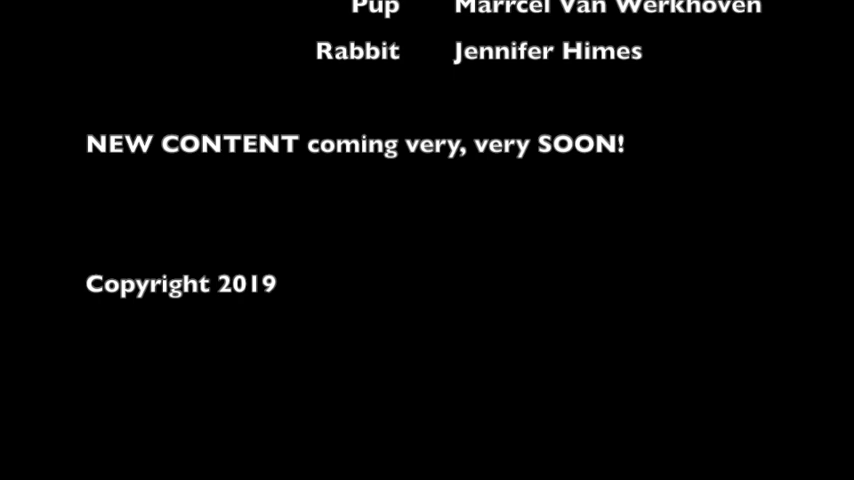 Pup Marrcel Van Werkhoven
Rabbit Jennifer Himes
NEW CONTENT coming very, very SOON!
Copyright 2019